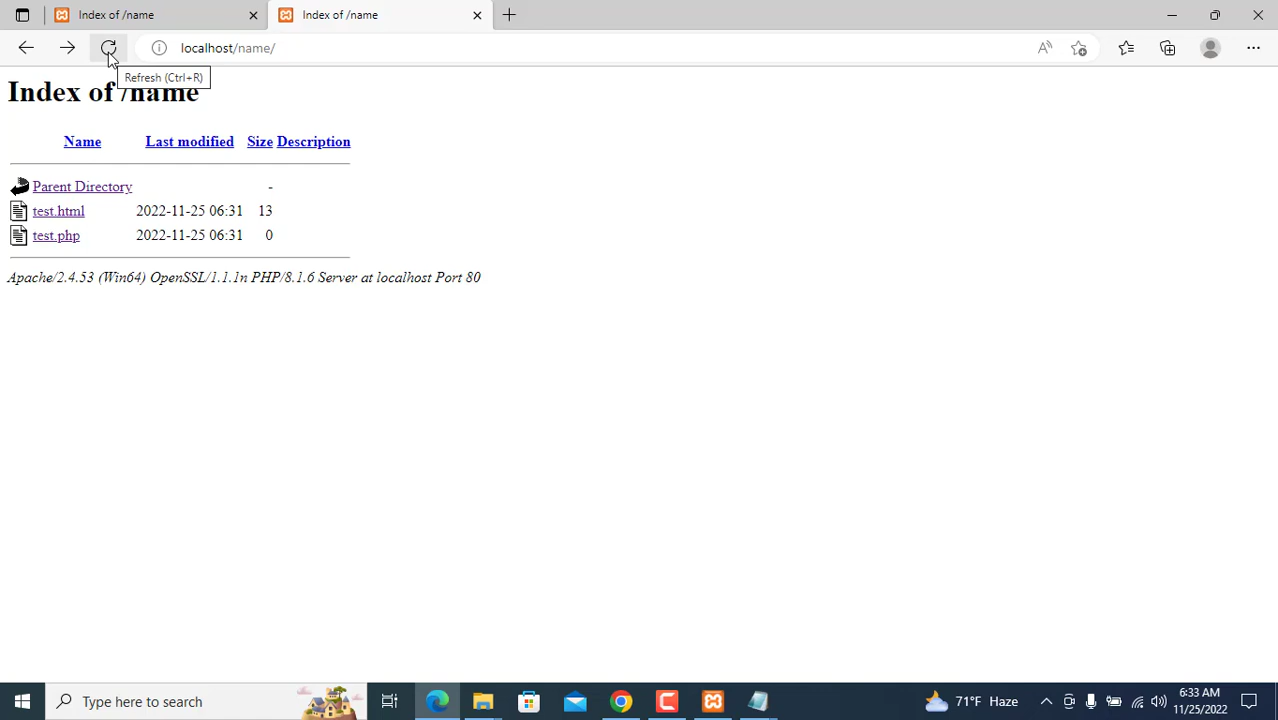 Index of /name
Index of /name
localhost/name/
Refresh (Ctrl+R)
Index of /name
Name Last modified Size Description
Parent Directory -
test.html 2022-11-25 06:31 13
test.php 2022-11-25 06:31 0
Apache/2.4.53 (Win64) OpenSSL/1.1.1n PHP/8.1.6 Server at localhost Port 80
Type here to search
71°F Haze
6:33 AM
11/25/2022